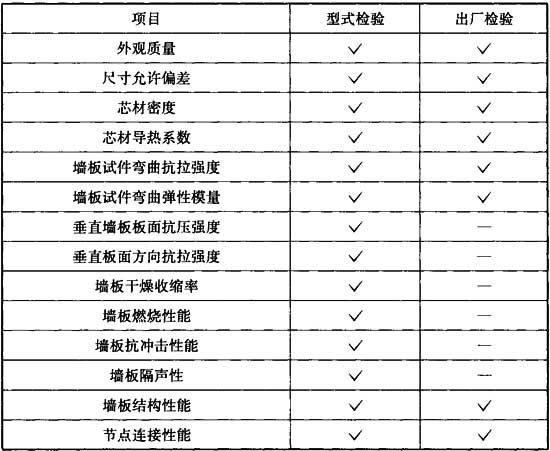 项目 型式检验 出厂检验
外观质量 ✓ ✓
尺寸允许偏差 ✓ ✓
芯材密度 ✓ ✓
芯材导热系数 ✓ ✓
墙板试件弯曲抗拉强度 ✓ ✓
墙板试件弯曲弹性模量 ✓ ✓
垂直墙板板面抗压强度 ✓ —
垂直板面方向抗拉强度 ✓ —
墙板干燥收缩率 ✓ —
墙板燃烧性能 ✓ —
墙板抗冲击性能 ✓ —
墙板隔声性 ✓ —
墙板结构性能 ✓ ✓
节点连接性能 ✓ ✓